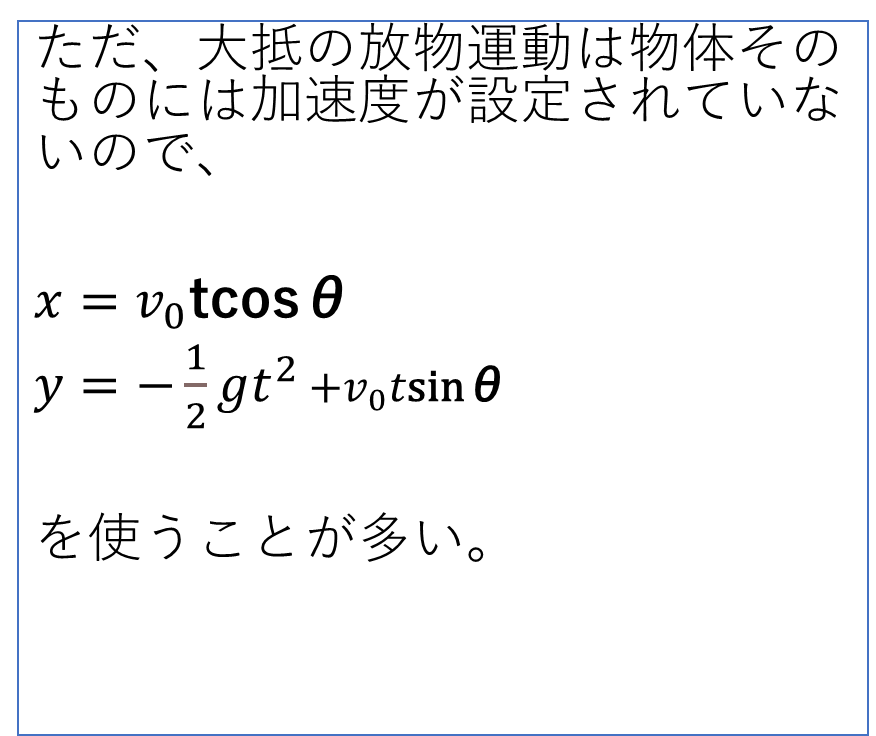 ただ、大抵の放物運動は物体その
ものには加速度が設定されていな
いので、
x = v₀tcos θ
y = −1/2 gt² +v₀tsin θ
を使うことが多い。